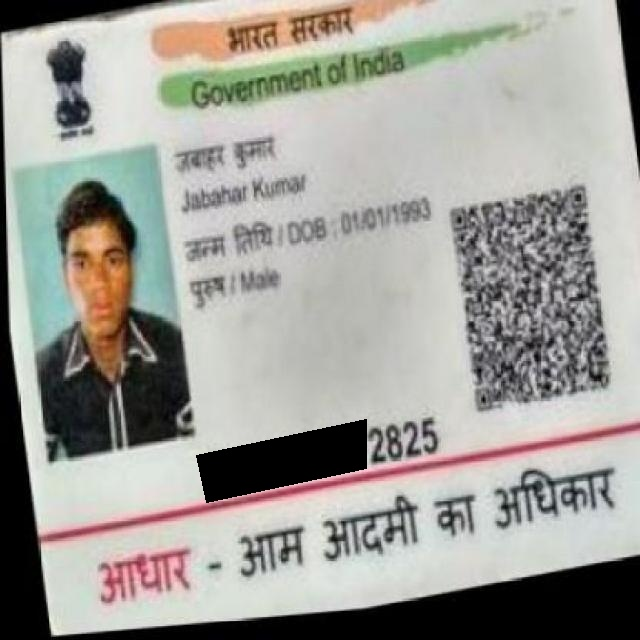 भारत सरकार
Government of India
जबाहर कुमार
Jabahar Kumar
जन्म तिथि / DOB : 01/01/1993
पुरुष / Male
2825
आधार - आम आदमी का अधिकार